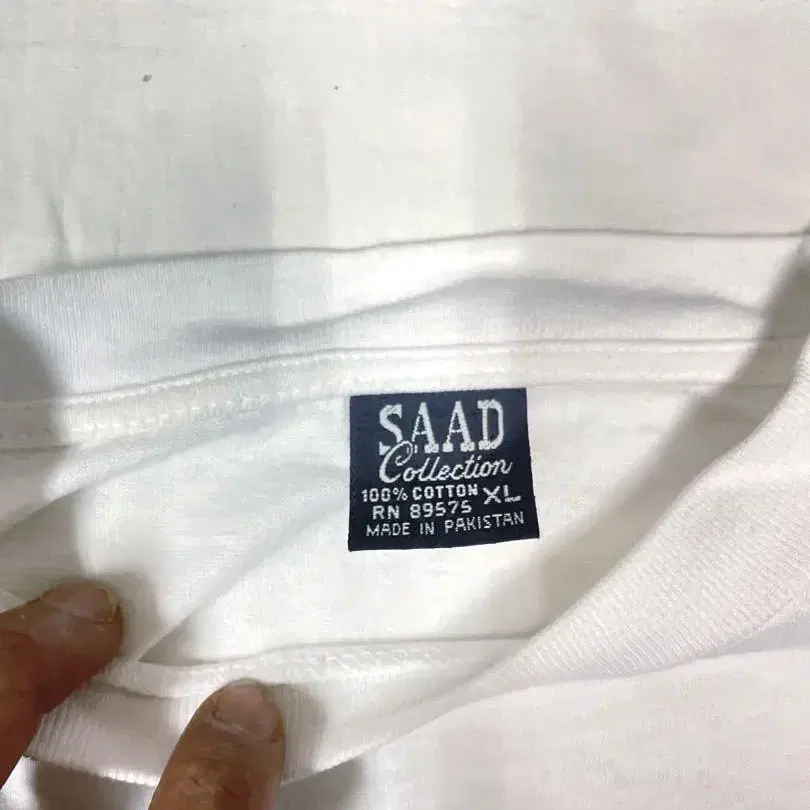 SAAD
Collection
100% COTTON XL
RN 89575
MADE IN PAKISTAN